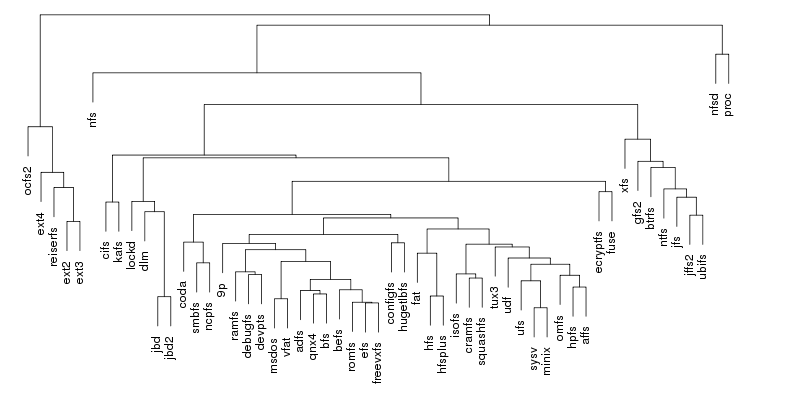 ocfs2
ext4
reiserfs
ext2
ext3
nfs
cifs
kafs
lockd
dlm
jbd
jbd2
coda
smbfs
ncpfs
9p
ramfs
debugfs
devpts
msdos
vfat
adfs
qnx4
bfs
befs
romfs
efs
freevxfs
configfs
hugetlbfs
fat
hfs
hfsplus
isofs
cramfs
squashfs
tux3
udf
ufs
sysv
minix
omfs
hpfs
affs
ecryptfs
fuse
xfs
gfs2
btrfs
ntfs
jfs
jffs2
ubifs
nfsd
proc